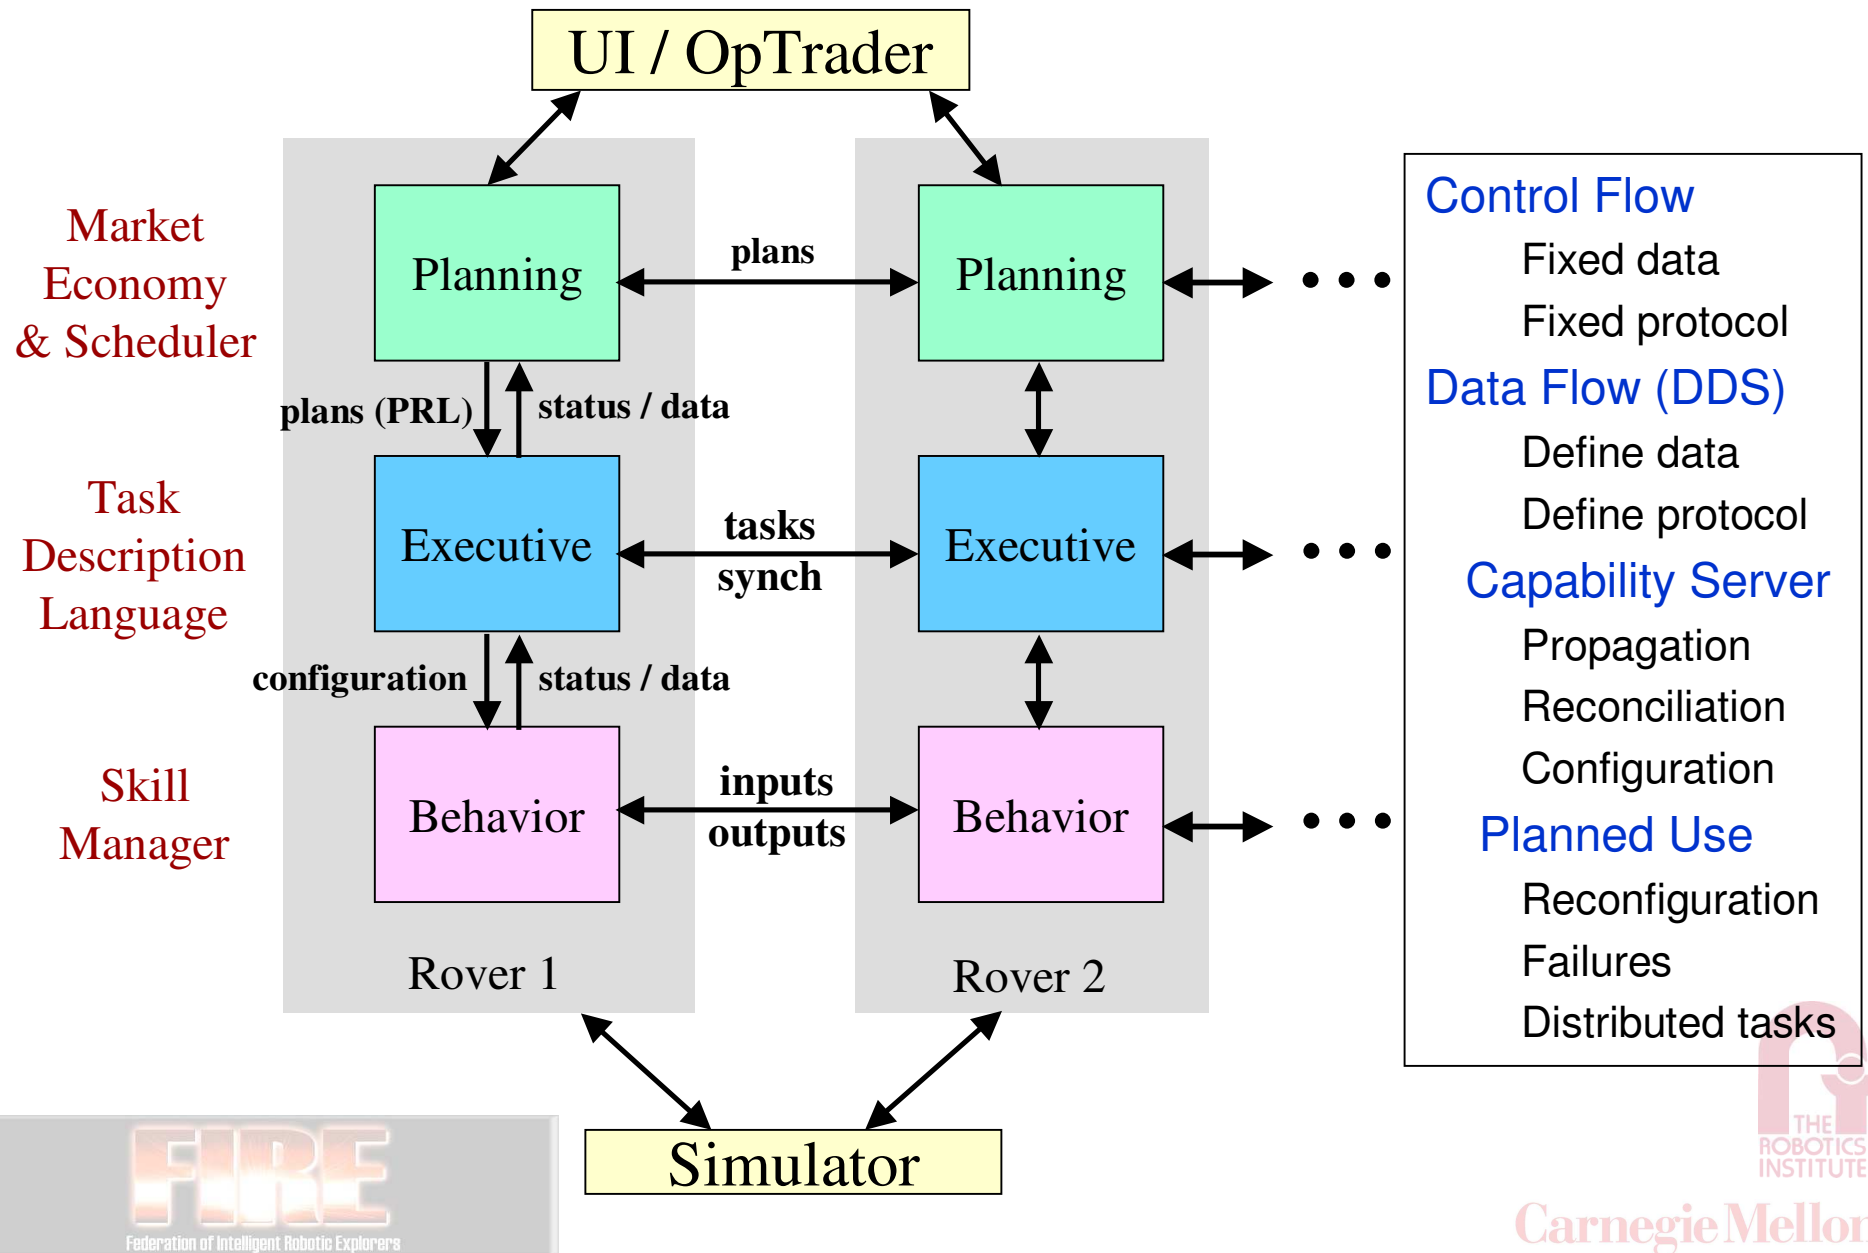 UI / OpTrader
Market
Economy
& Scheduler
Planning
plans
Planning
• • •
plans (PRL)
status / data
Task
Description
Language
Executive
tasks
synch
Executive
• • •
configuration
status / data
Skill
Manager
Behavior
inputs
outputs
Behavior
• • •
Rover 1
Rover 2
Simulator
Control Flow
Fixed data
Fixed protocol
Data Flow (DDS)
Define data
Define protocol
Capability Server
Propagation
Reconciliation
Configuration
Planned Use
Reconfiguration
Failures
Distributed tasks
FIRE
Federation of Intelligent Robotic Explorers
THE
ROBOTICS
INSTITUTE
Carnegie Mellon